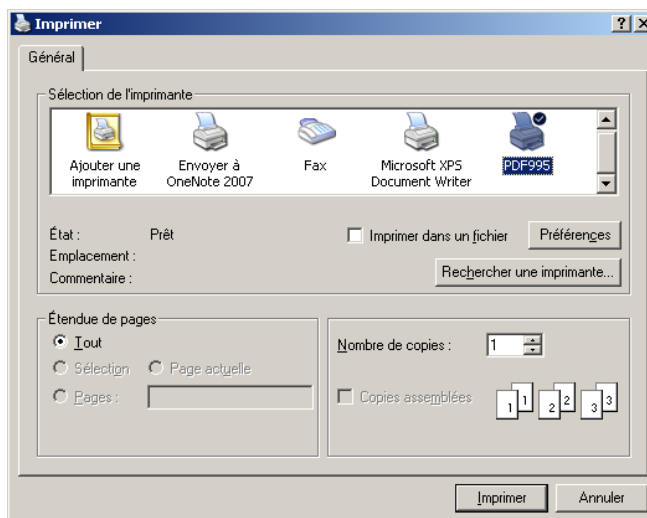 Imprimer
Général
Sélection de l'imprimante
Ajouter une imprimante
Envoyer à OneNote 2007
Fax
Microsoft XPS Document Writer
PDF995
État : Prêt
Emplacement :
Commentaire :
Imprimer dans un fichier
Préférences
Rechercher une imprimante...
Étendue de pages
Tout
Sélection Page actuelle
Pages :
Nombre de copies : 1
Copies assemblées
1 1 2 2 3 3
Imprimer Annuler